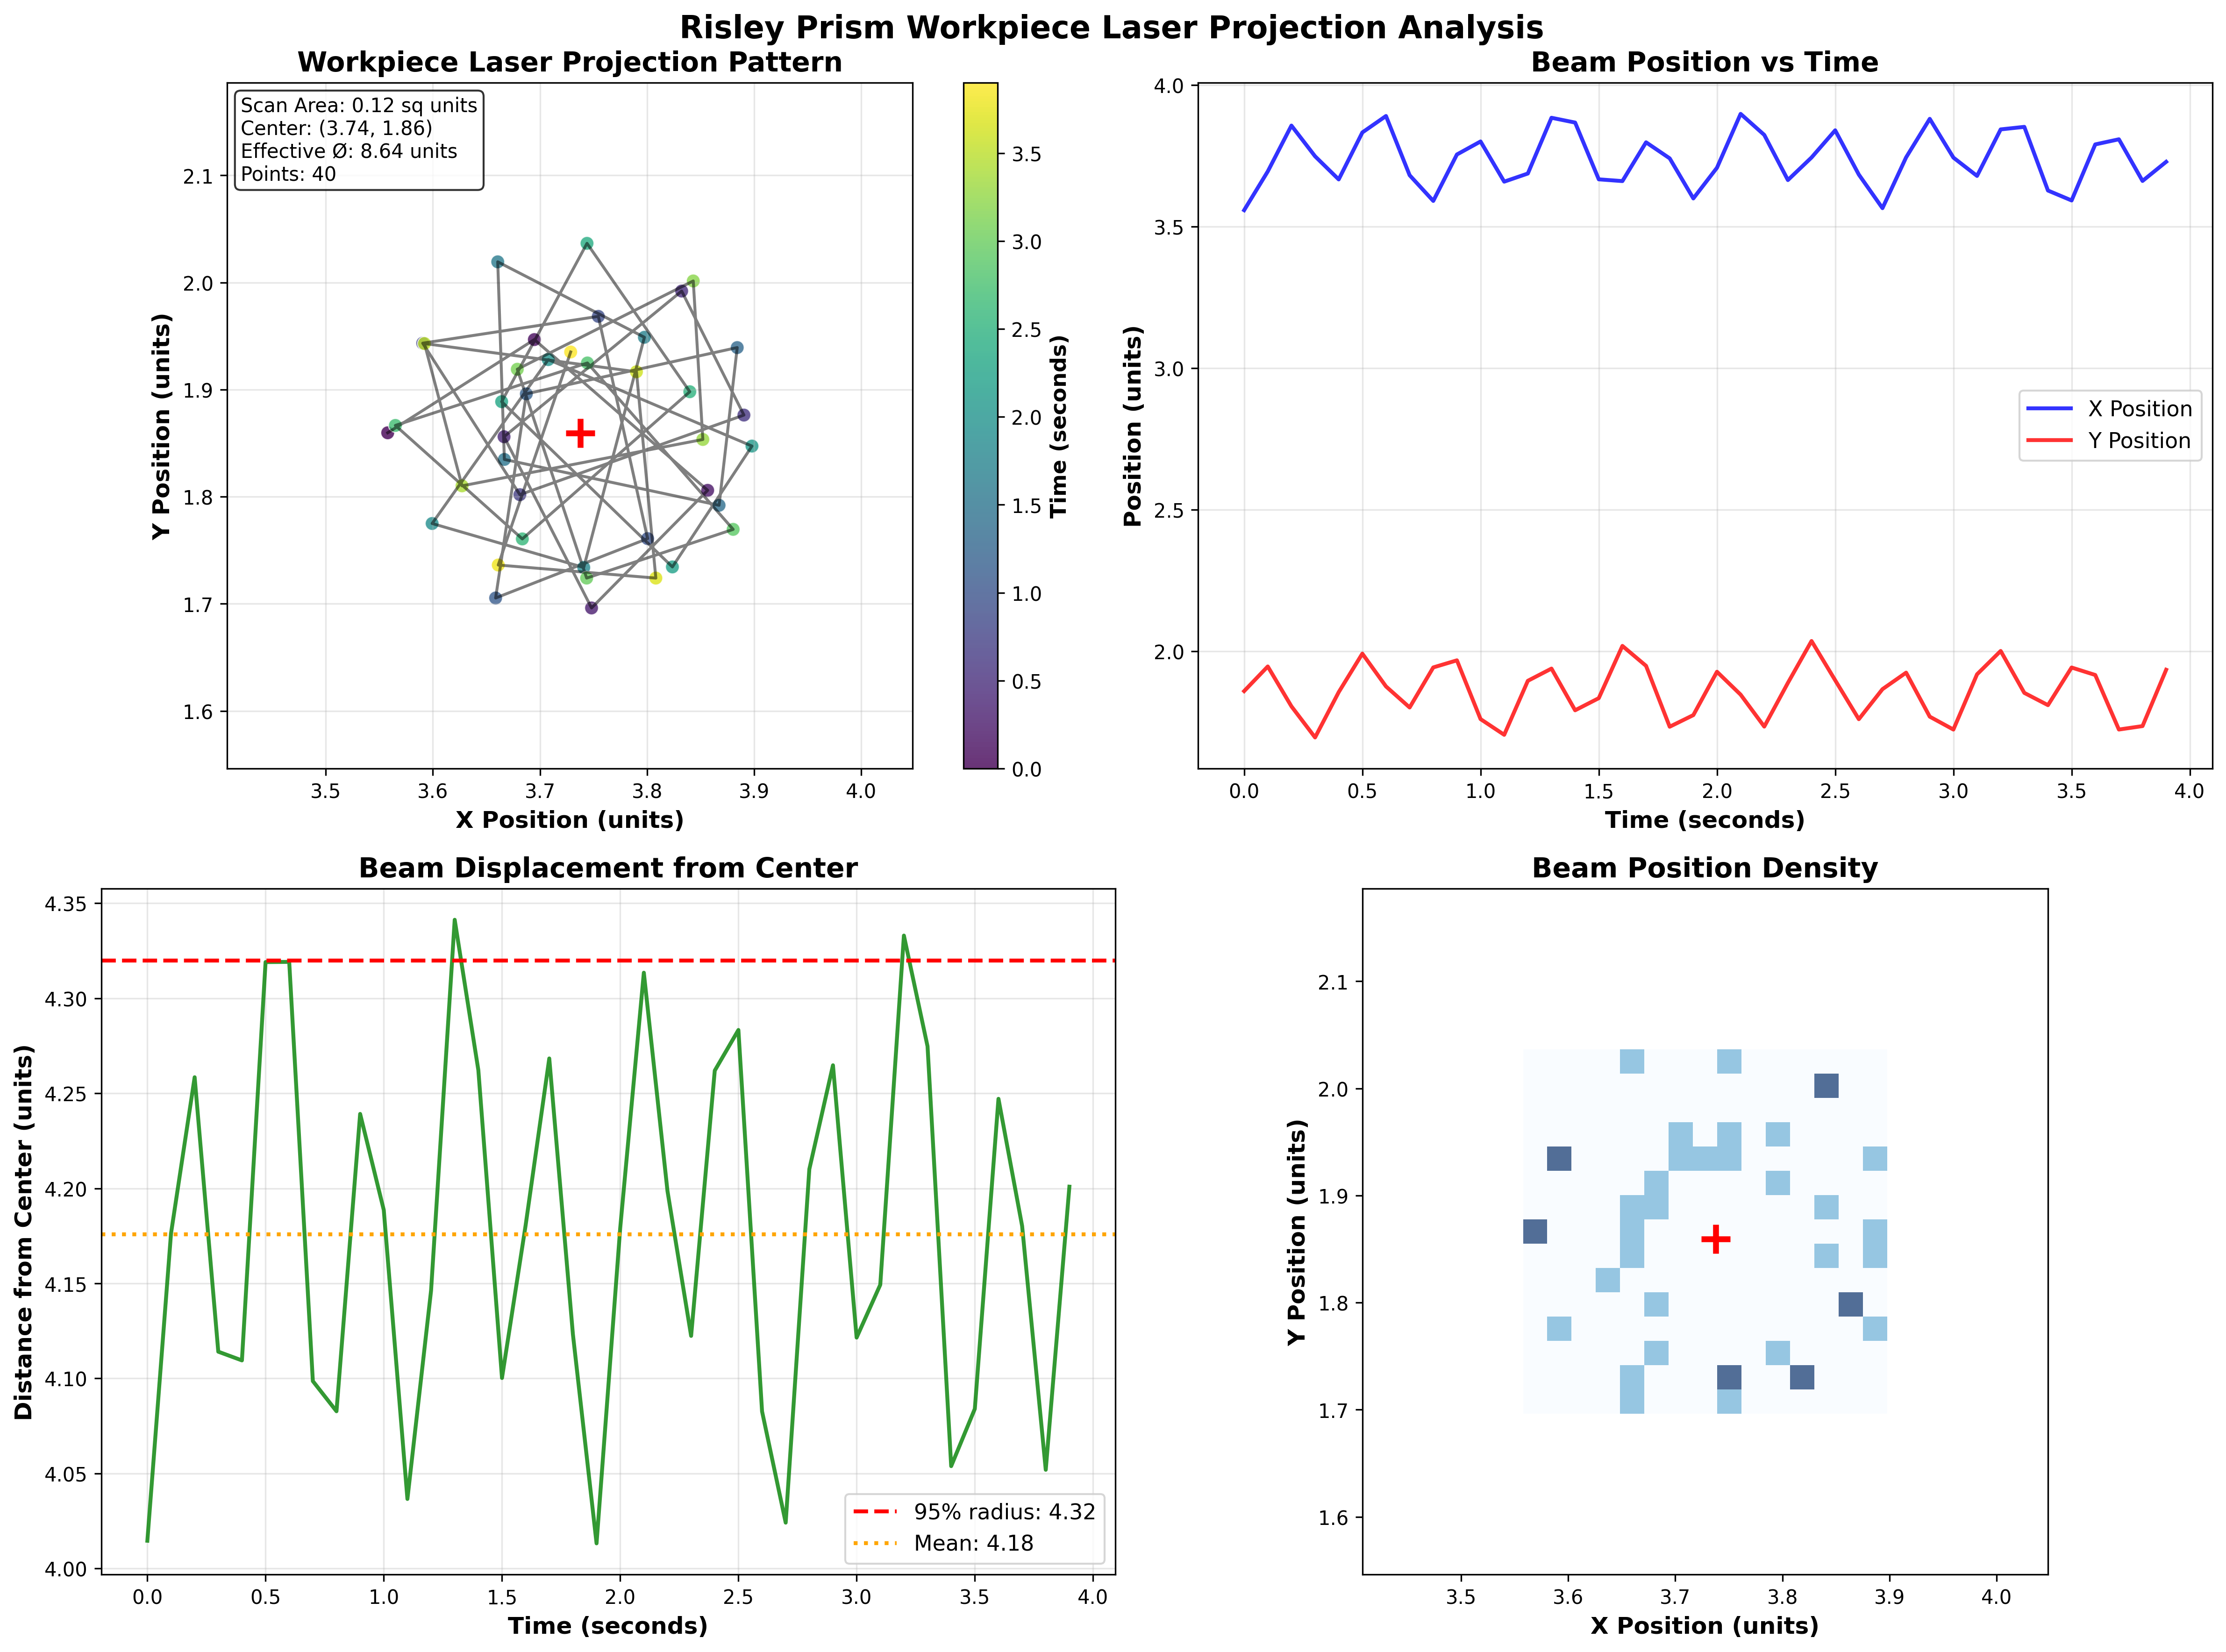 Risley Prism Workpiece Laser Projection Analysis
Workpiece Laser Projection Pattern
Scan Area: 0.12 sq units
Center: (3.74, 1.86)
Effective Ø: 8.64 units
Points: 40
2.1
2.0
1.9
1.8
1.7
1.6
Y Position (units)
3.5 3.6 3.7 3.8 3.9 4.0
X Position (units)
3.5
3.0
2.5
2.0
1.5
1.0
0.5
0.0
Time (seconds)
Beam Position vs Time
4.0
3.5
3.0
2.5
2.0
Position (units)
X Position
Y Position
0.0 0.5 1.0 1.5 2.0 2.5 3.0 3.5 4.0
Time (seconds)
Beam Displacement from Center
4.35
4.30
4.25
4.20
4.15
4.10
4.05
4.00
Distance from Center (units)
95% radius: 4.32
Mean: 4.18
0.0 0.5 1.0 1.5 2.0 2.5 3.0 3.5 4.0
Time (seconds)
Beam Position Density
2.1
2.0
1.9
1.8
1.7
1.6
Y Position (units)
3.5 3.6 3.7 3.8 3.9 4.0
X Position (units)